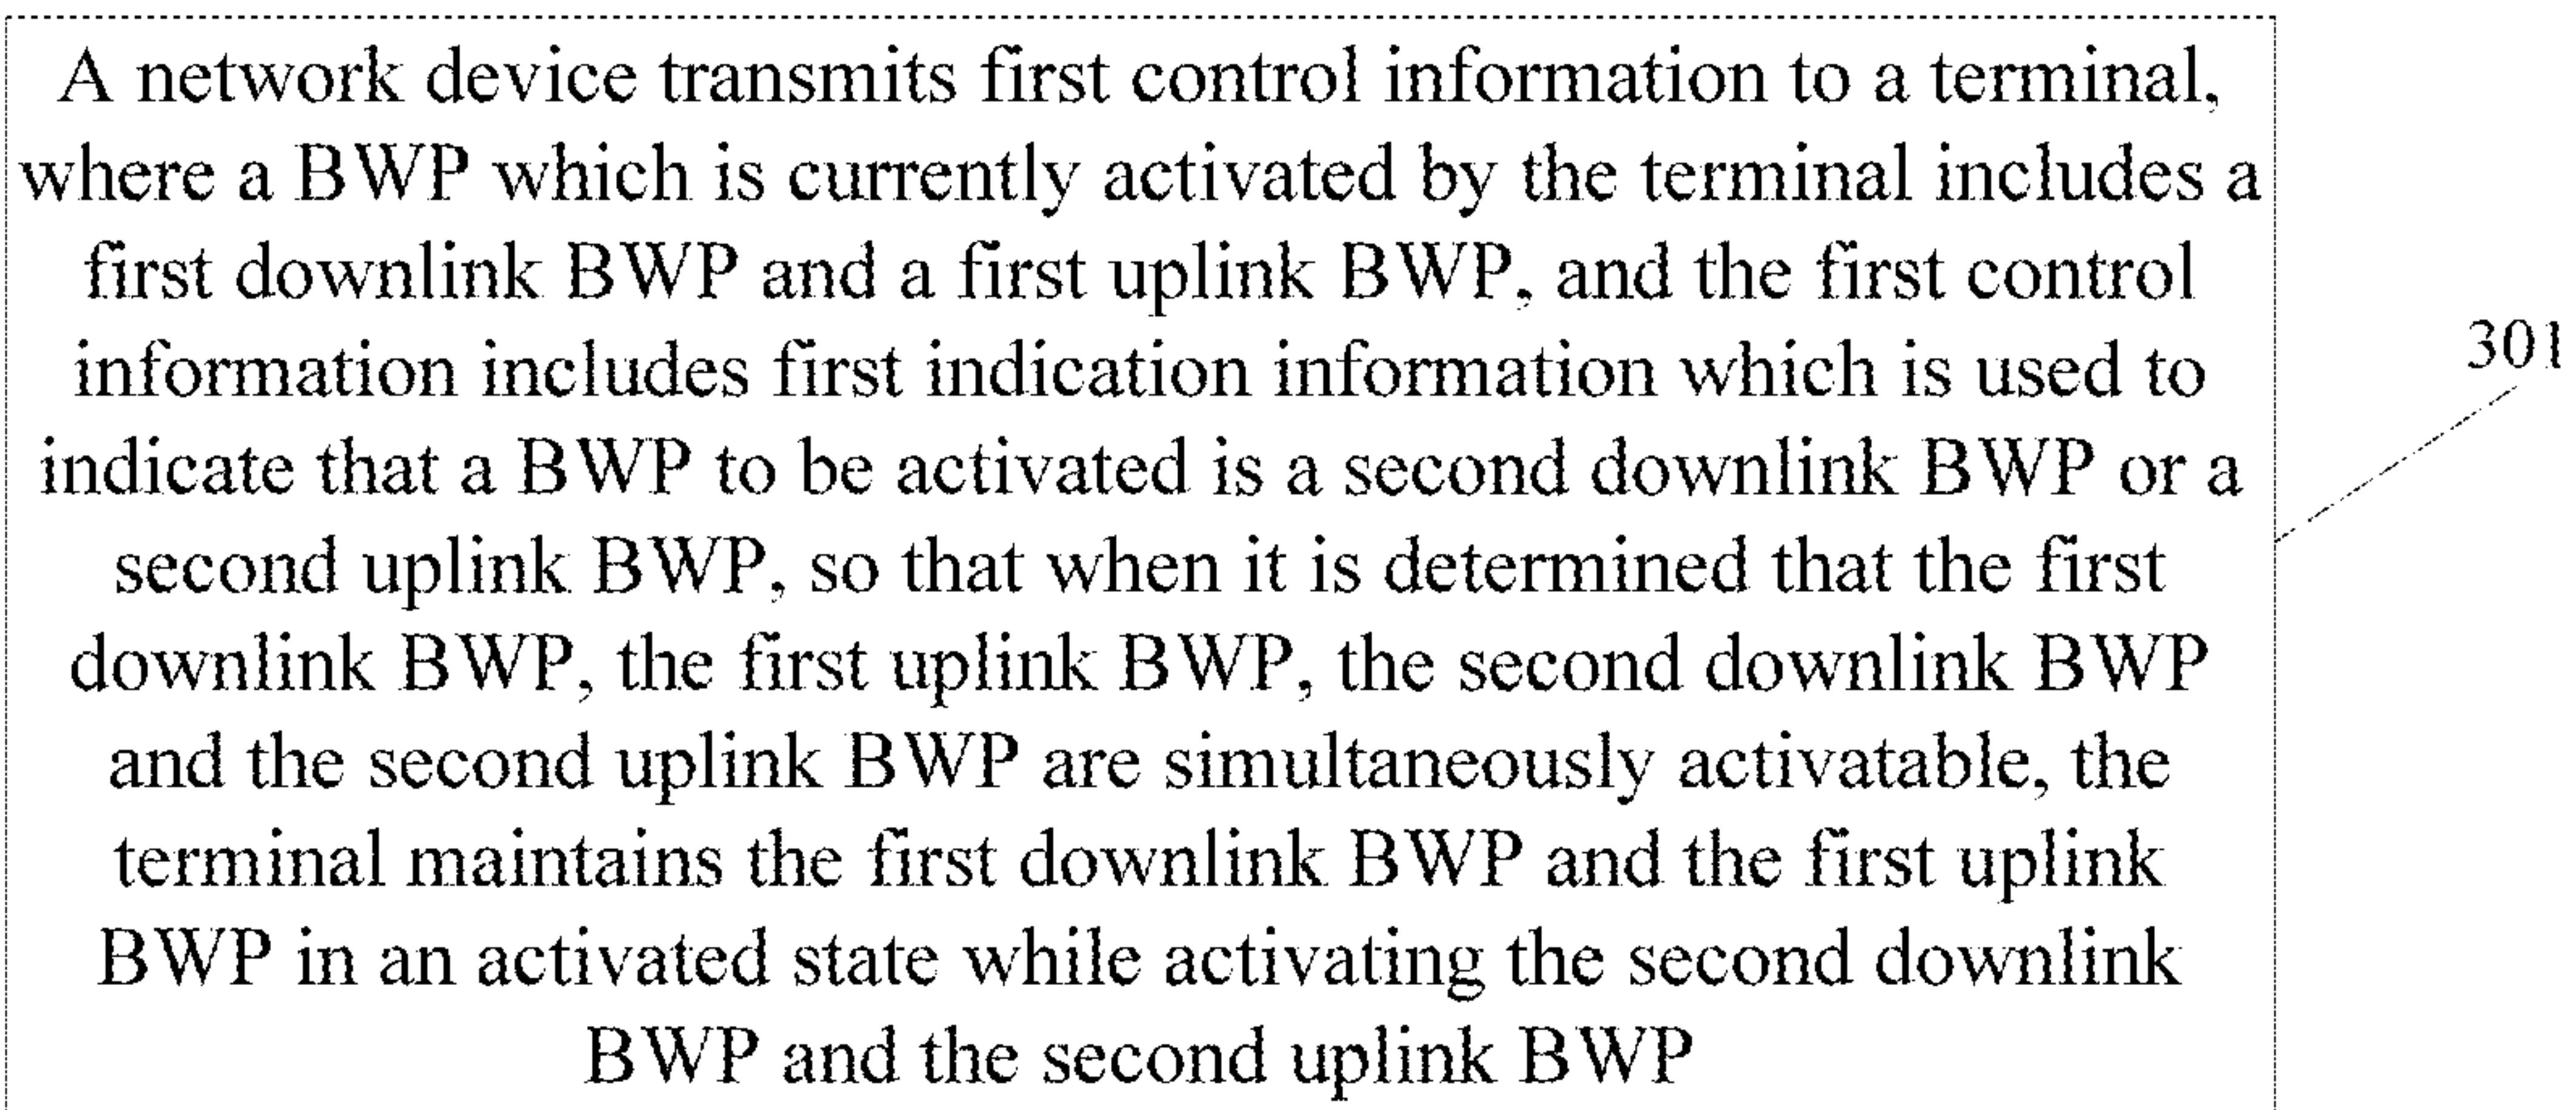 A network device transmits first control information to a terminal,
where a BWP which is currently activated by the terminal includes a
first downlink BWP and a first uplink BWP, and the first control
information includes first indication information which is used to
indicate that a BWP to be activated is a second downlink BWP or a
second uplink BWP, so that when it is determined that the first
downlink BWP, the first uplink BWP, the second downlink BWP
and the second uplink BWP are simultaneously activatable, the
terminal maintains the first downlink BWP and the first uplink
BWP in an activated state while activating the second downlink
BWP and the second uplink BWP
301